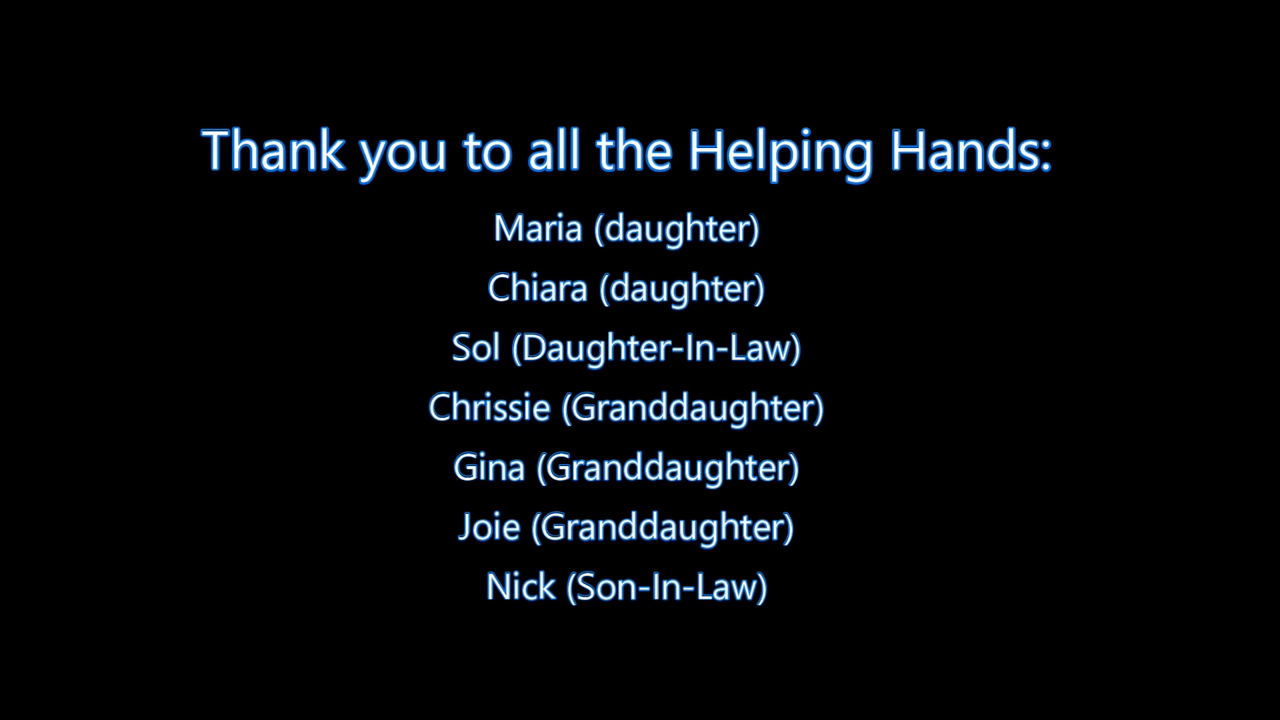 Thank you to all the Helping Hands:
Maria (daughter)
Chiara (daughter)
Sol (Daughter-In-Law)
Chrissie (Granddaughter)
Gina (Granddaughter)
Joie (Granddaughter)
Nick (Son-In-Law)